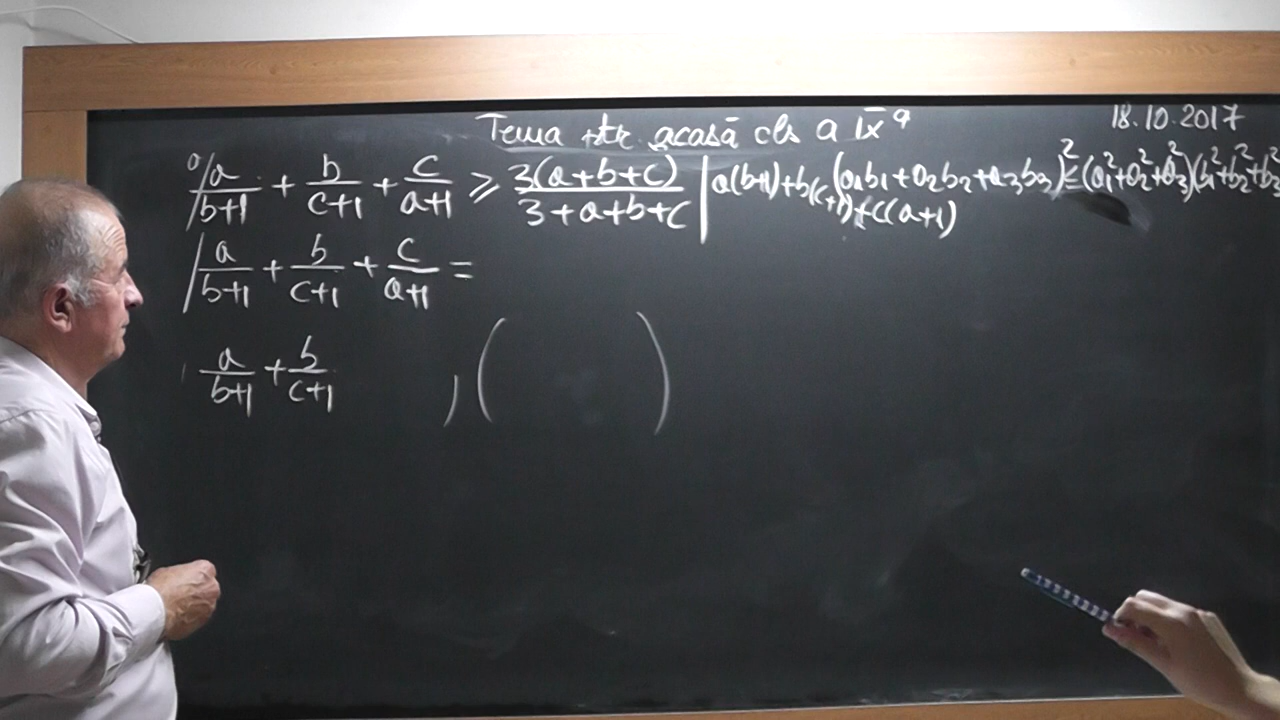 Tema acasă cls a IXª
18.10.2017
a) a/(b+1) + b/(c+1) + c/(a+1) ≥ 3(a+b+c)/(3+a+b+c) | a(b+1)+b(c+1)+c(a+1)
(a₁b₁+a₂b₂+a₃b₃)²≤(a₁²+a₂²+a₃²)(b₁²+b₂²+b₃²
a/(b+1) + b/(c+1) + c/(a+1) =
a/(b+1) + b/(c+1) ) ( )